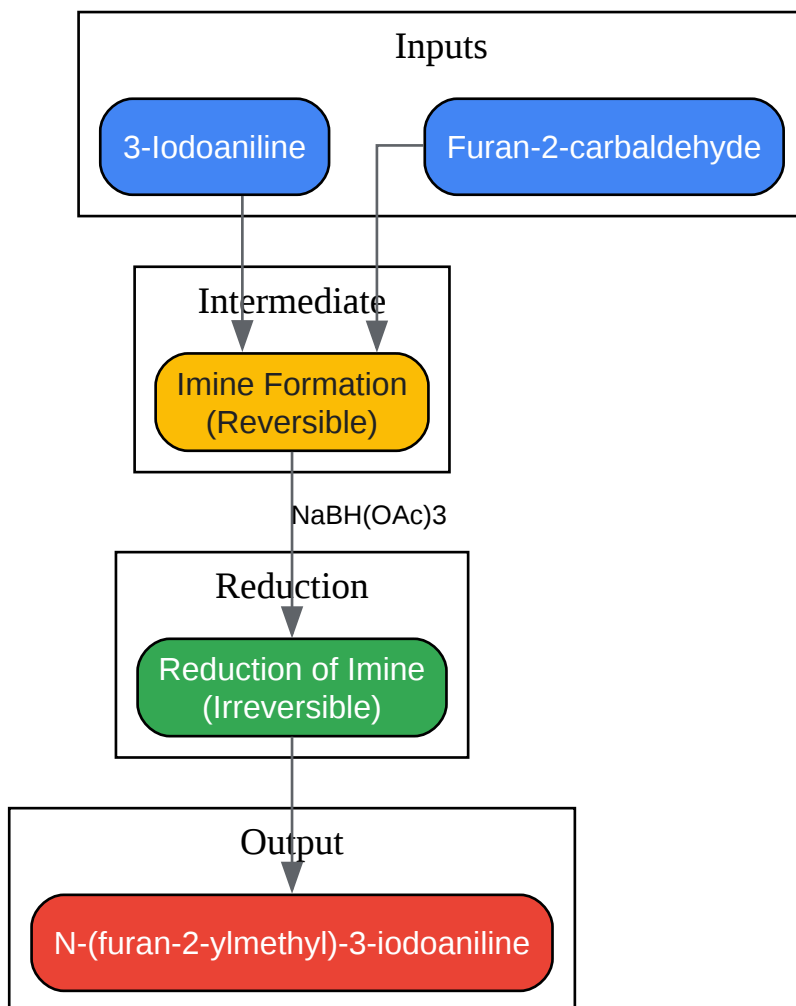 Inputs
3-Iodoaniline
Furan-2-carbaldehyde
Intermediate
Imine Formation
(Reversible)
NaBH(OAc)3
Reduction
Reduction of Imine
(Irreversible)
Output
N-(furan-2-ylmethyl)-3-iodoaniline